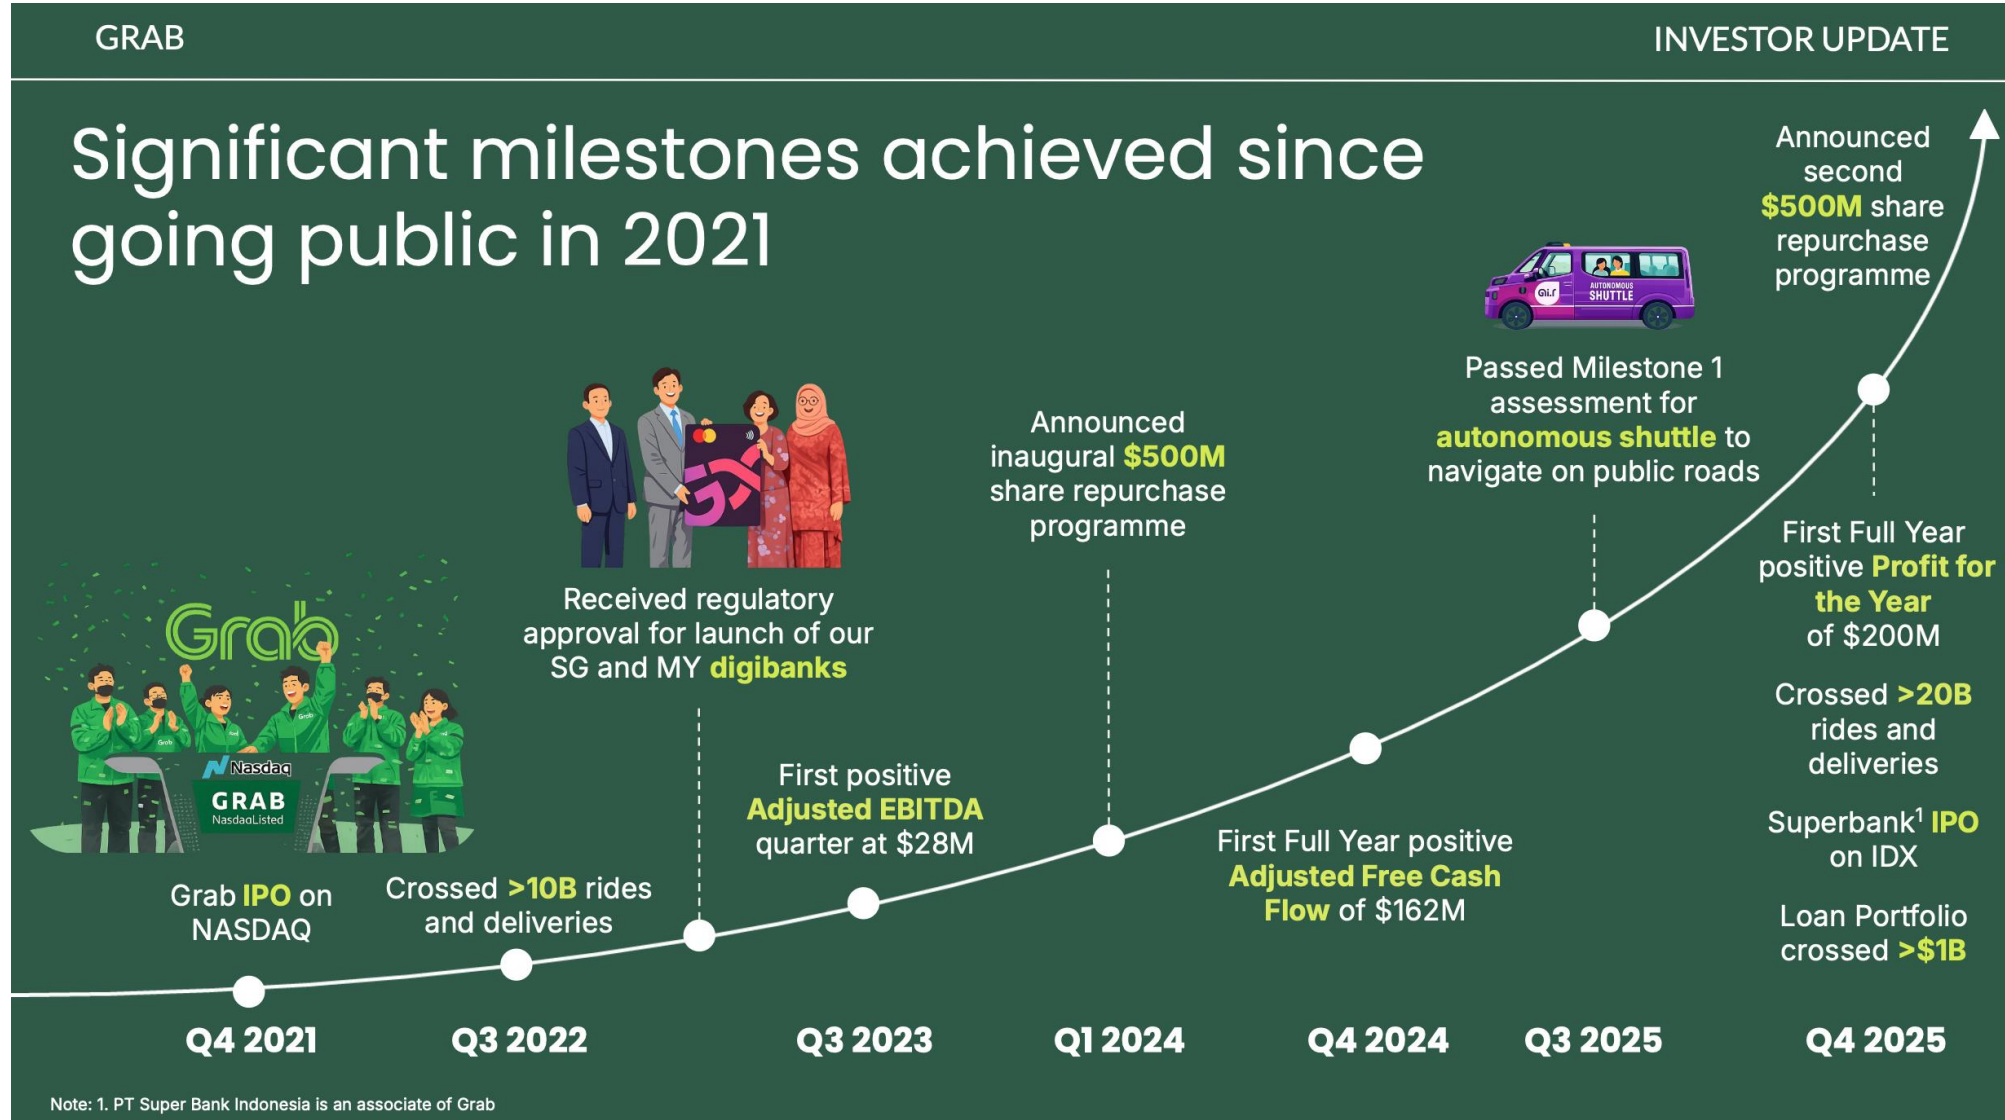 GRAB
INVESTOR UPDATE
Significant milestones achieved since
going public in 2021
Grab
Grab
Grab
Nasdaq
GRAB
NasdaqListed
Grab IPO on
NASDAQ
Crossed >10B rides
and deliveries
GX
Received regulatory
approval for launch of our
SG and MY digibanks
First positive
Adjusted EBITDA
quarter at $28M
Announced
inaugural $500M
share repurchase
programme
First Full Year positive
Adjusted Free Cash
Flow of $162M
Ai.r
AUTONOMOUS
SHUTTLE
Passed Milestone 1
assessment for
autonomous shuttle to
navigate on public roads
Announced
second
$500M share
repurchase
programme
First Full Year
positive Profit for
the Year
of $200M
Crossed >20B
rides and
deliveries
Superbank¹ IPO
on IDX
Loan Portfolio
crossed >$1B
Q4 2021
Q3 2022
Q3 2023
Q1 2024
Q4 2024
Q3 2025
Q4 2025
Note: 1. PT Super Bank Indonesia is an associate of Grab